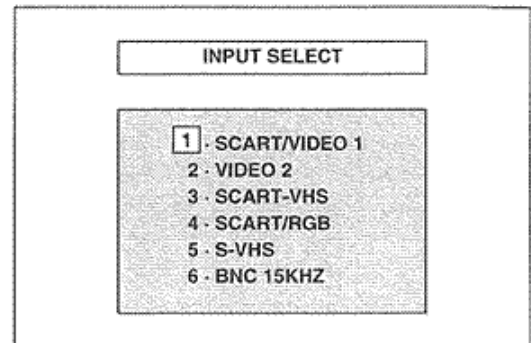 INPUT SELECT
1 - SCART/VIDEO 1
2 - VIDEO 2
3 - SCART-VHS
4 - SCART/RGB
5 - S-VHS
6 - BNC 15KHZ